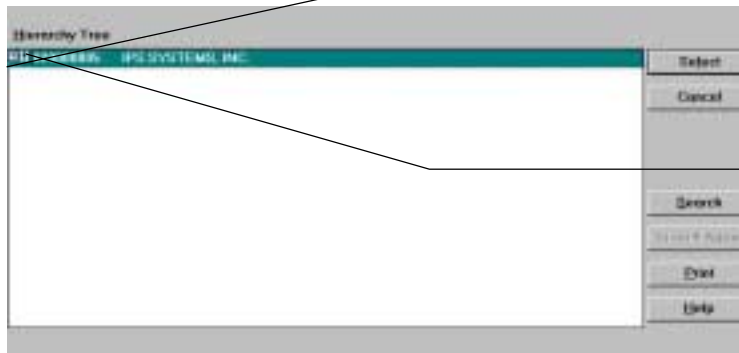 Hierarchy Tree
IPS SYSTEMS, INC.
Select
Cancel
Search
Print
Help